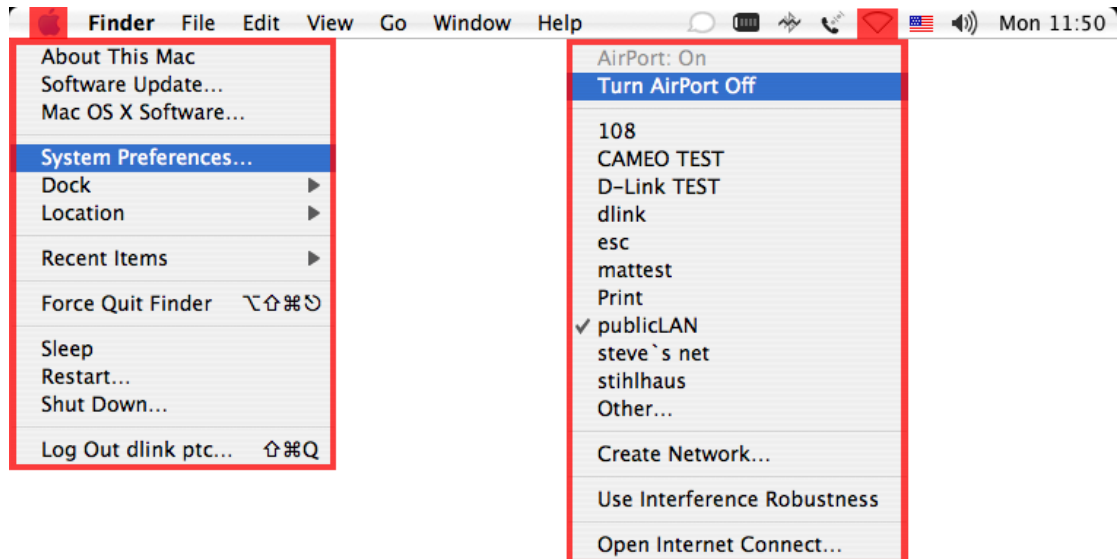 Finder File Edit View Go Window Help Mon 11:50
About This Mac
Software Update...
Mac OS X Software...
System Preferences...
Dock
Location
Recent Items
Force Quit Finder ⌥⇧⌘⎋
Sleep
Restart...
Shut Down...
Log Out dlink ptc... ⇧⌘Q
AirPort: On
Turn AirPort Off
108
CAMEO TEST
D-Link TEST
dlink
esc
mattest
Print
✓ publicLAN
steve`s net
stihlhaus
Other...
Create Network...
Use Interference Robustness
Open Internet Connect...